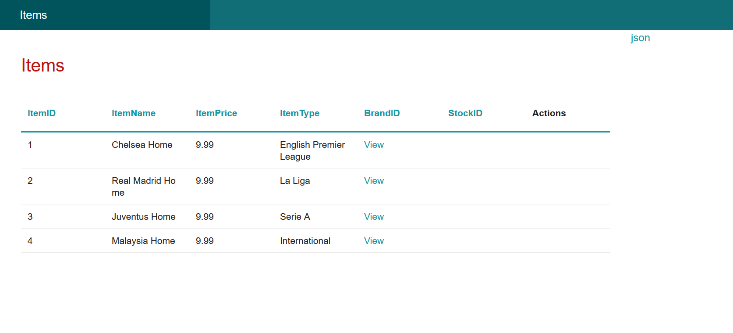 Items
json
Items
ItemID ItemName ItemPrice ItemType BrandID StockID Actions
1 Chelsea Home 9.99 English Premier League View
2 Real Madrid Ho
me 9.99 La Liga View
3 Juventus Home 9.99 Serie A View
4 Malaysia Home 9.99 International View